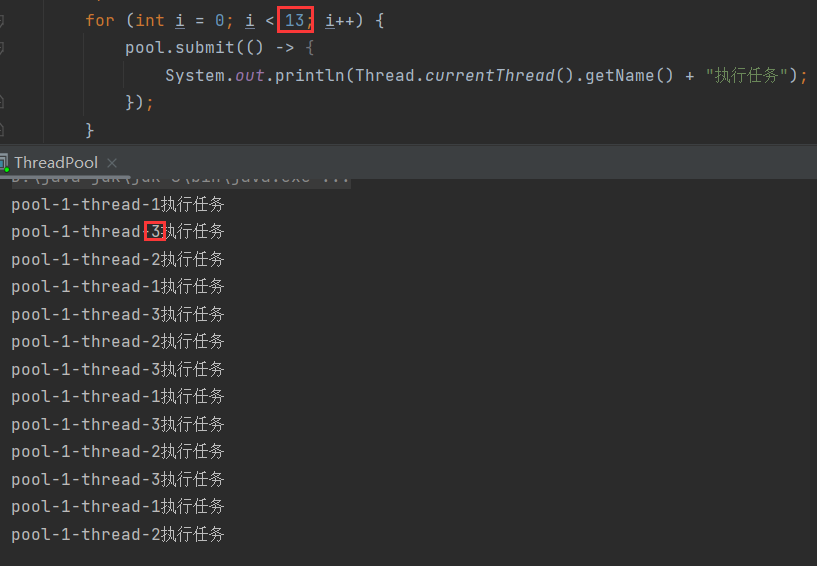 for (int i = 0; i < 13; i++) {
pool.submit(() -> {
System.out.println(Thread.currentThread().getName() + "执行任务");
});
}
ThreadPool
pool-1-thread-1执行任务
pool-1-thread-3执行任务
pool-1-thread-2执行任务
pool-1-thread-1执行任务
pool-1-thread-3执行任务
pool-1-thread-2执行任务
pool-1-thread-3执行任务
pool-1-thread-1执行任务
pool-1-thread-3执行任务
pool-1-thread-2执行任务
pool-1-thread-3执行任务
pool-1-thread-1执行任务
pool-1-thread-2执行任务